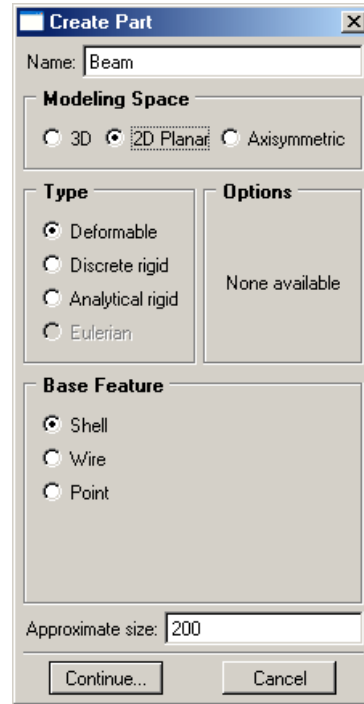 Create Part
Name: Beam
Modeling Space
3D 2D Planar Axisymmetric
Type
Deformable
Discrete rigid
Analytical rigid
Eulerian
Options
None available
Base Feature
Shell
Wire
Point
Approximate size: 200
Continue... Cancel